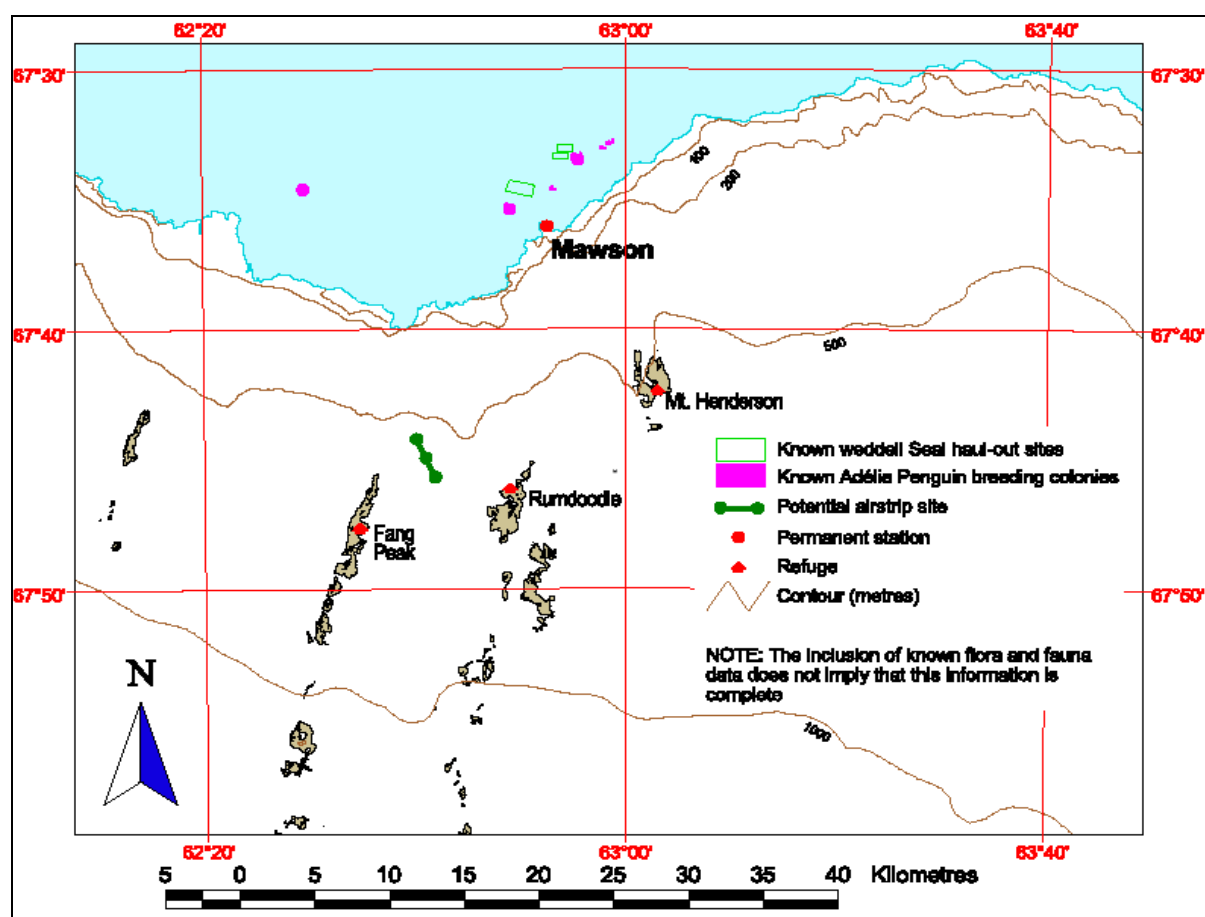 62°20'
63°00'
63°40'
67°30'
67°30'
100
200
Mawson
67°40'
67°40'
500
Mt. Henderson
Known weddell Seal haul-out sites
Known Adélie Penguin breeding colonies
Rumdoodle
Potential airstrip site
Fang
Peak
Permanent station
Refuge
67°50'
67°50'
Contour (metres)
NOTE: The inclusion of known flora and fauna
data does not imply that this information is
complete
N
1000
62°20'
63°00'
63°40'
5 0 5 10 15 20 25 30 35 40 Kilometres